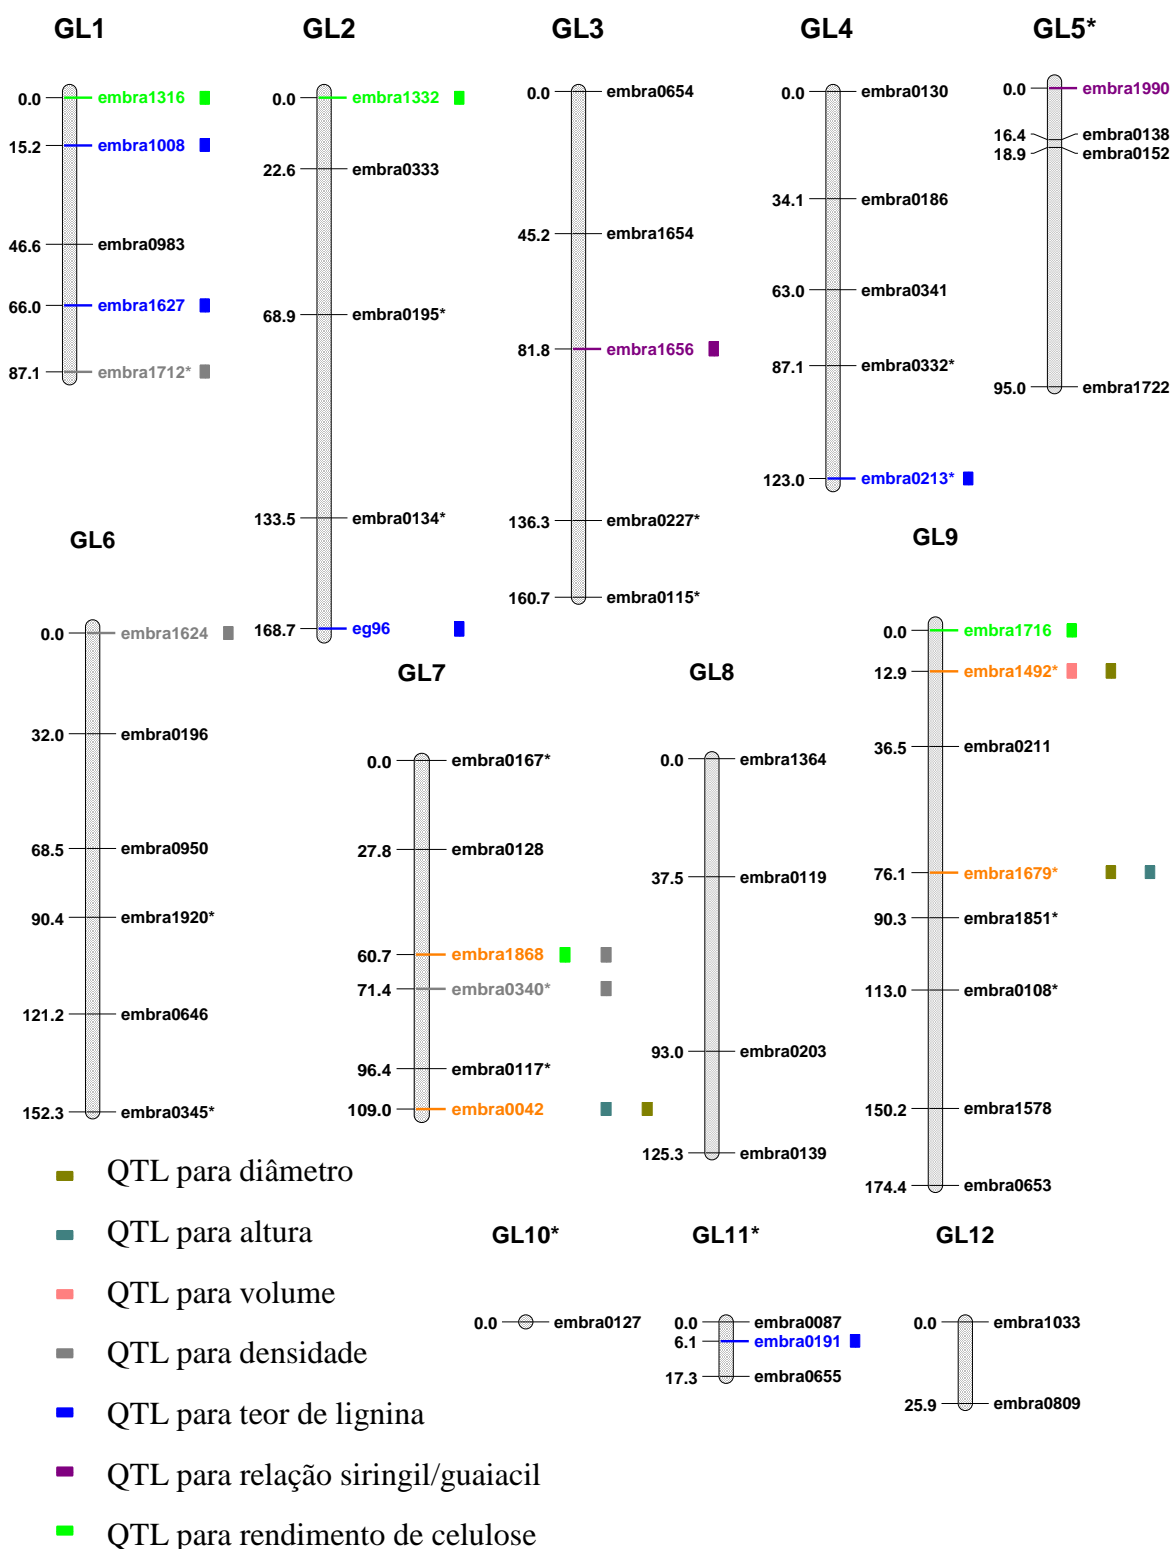 GL1
0.0 embra1316
15.2 embra1008
46.6 embra0983
66.0 embra1627
87.1 embra1712*
GL2
0.0 embra1332
22.6 embra0333
68.9 embra0195*
133.5 embra0134*
168.7 eg96
GL3
0.0 embra0654
45.2 embra1654
81.8 embra1656
136.3 embra0227*
160.7 embra0115*
GL4
0.0 embra0130
34.1 embra0186
63.0 embra0341
87.1 embra0332*
123.0 embra0213*
GL5*
0.0 embra1990
16.4 embra0138
18.9 embra0152
95.0 embra1722
GL6
0.0 embra1624
32.0 embra0196
68.5 embra0950
90.4 embra1920*
121.2 embra0646
152.3 embra0345*
GL7
0.0 embra0167*
27.8 embra0128
60.7 embra1868
71.4 embra0340*
96.4 embra0117*
109.0 embra0042
GL8
0.0 embra1364
37.5 embra0119
93.0 embra0203
125.3 embra0139
GL9
0.0 embra1716
12.9 embra1492*
36.5 embra0211
76.1 embra1679*
90.3 embra1851*
113.0 embra0108*
150.2 embra1578
174.4 embra0653
GL10*
0.0 embra0127
GL11*
0.0 embra0087
6.1 embra0191
17.3 embra0655
GL12
0.0 embra1033
25.9 embra0809
QTL para diâmetro
QTL para altura
QTL para volume
QTL para densidade
QTL para teor de lignina
QTL para relação siringil/guaiacil
QTL para rendimento de celulose